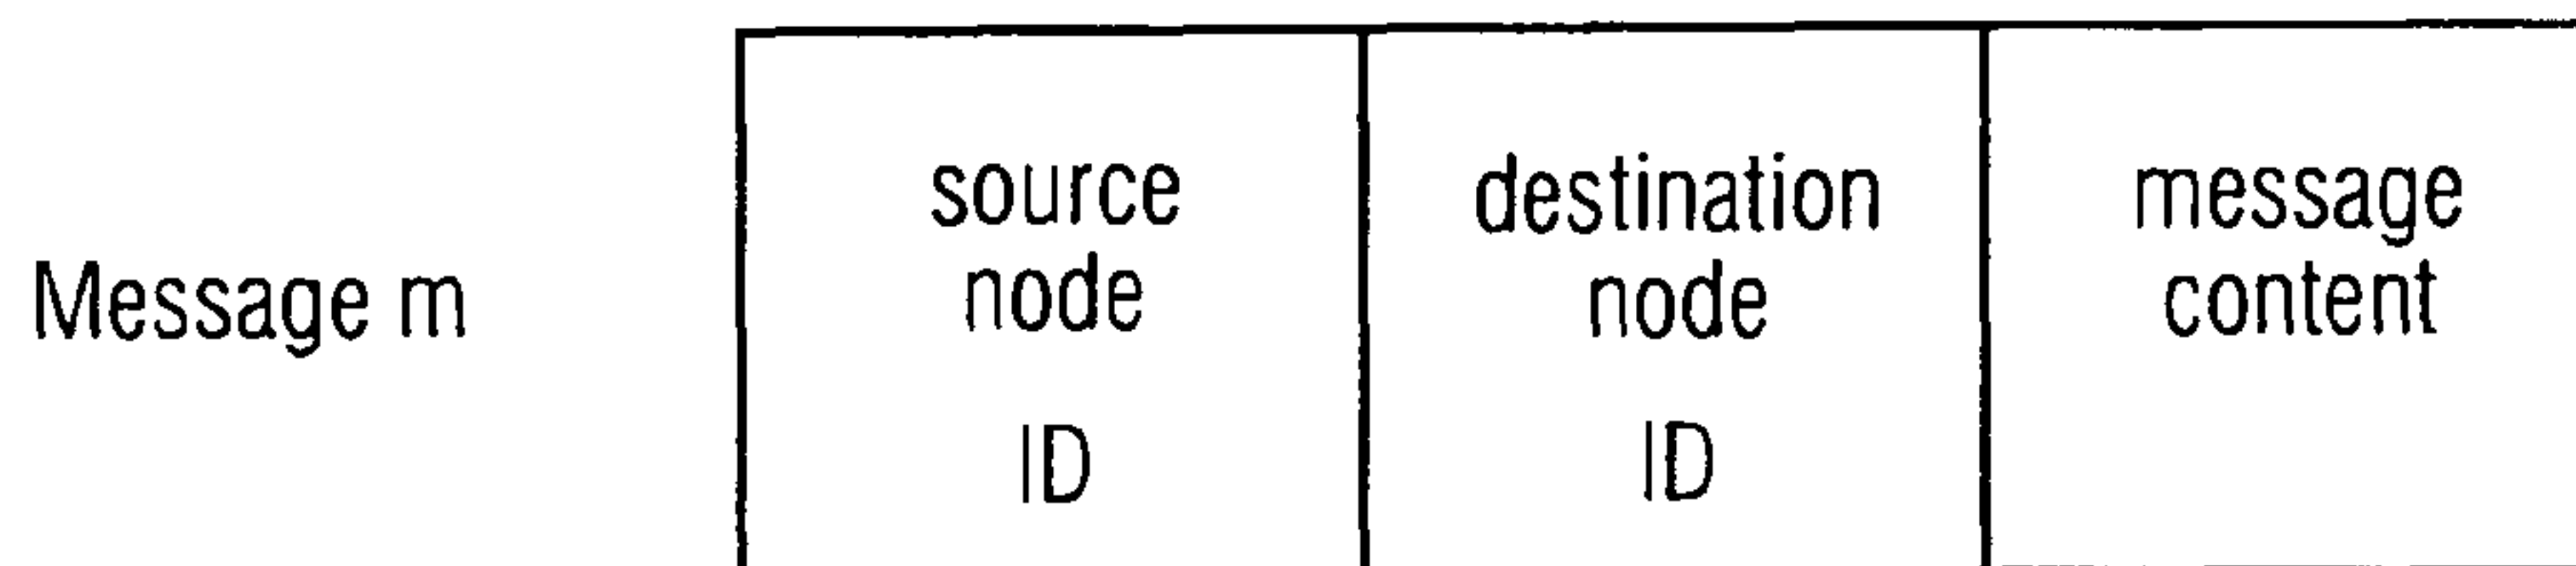 Message m
source
node
ID
destination
node
ID
message
content